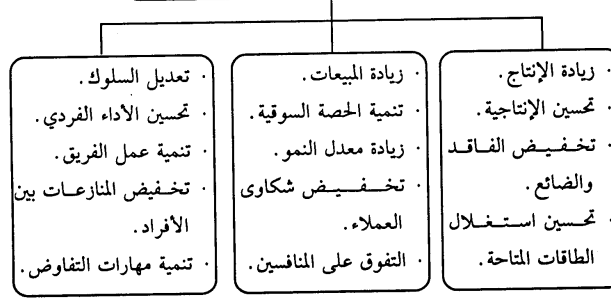 · زيادة الإنتاج.
· تحسين الإنتاجية.
· تخفيض الفاقد
والضائع.
· تحسين استغلال
الطاقات المتاحة.
· زيادة المبيعات.
· تنمية الحصة السوقية.
· زيادة معدل النمو.
· تخفيض شكاوى
العملاء.
· التفوق على المنافسين.
· تعديل السلوك.
· تحسين الأداء الفردي.
· تنمية عمل الفريق.
· تخفيض المنازعات بين
الأفراد.
· تنمية مهارات التفاوض.